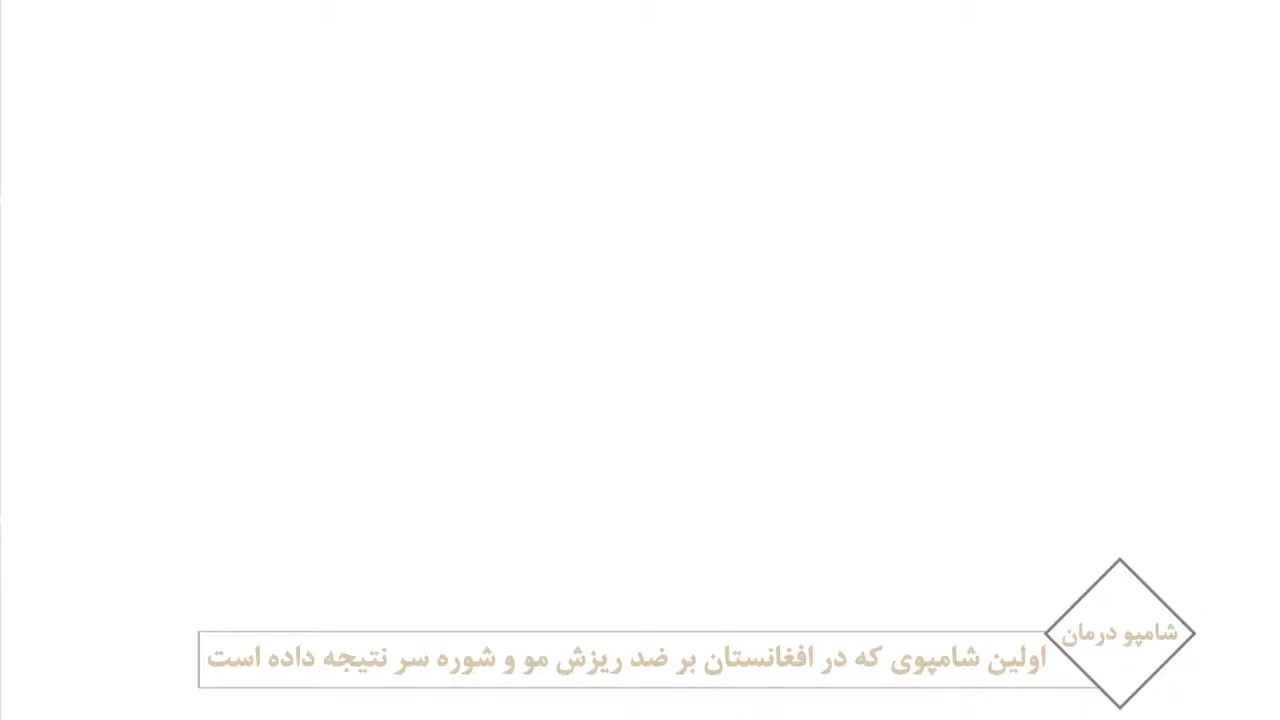 شامپو درمان
اولین شامپوی که در افغانستان بر ضد ریزش مو و شوره سر نتیجه داده است